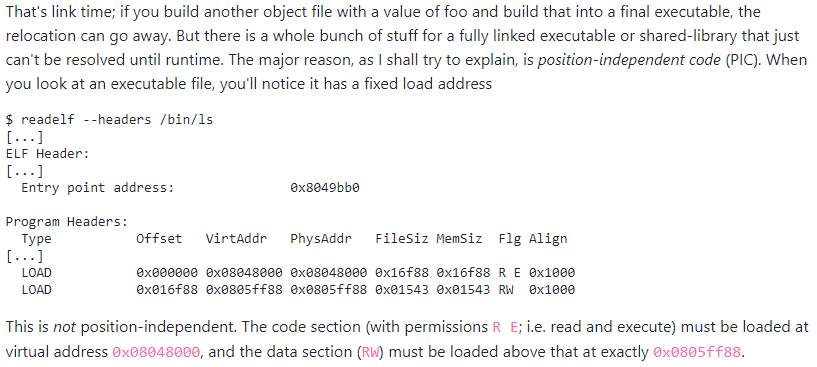 That's link time; if you build another object file with a value of foo and build that into a final executable, the
relocation can go away. But there is a whole bunch of stuff for a fully linked executable or shared-library that just
can't be resolved until runtime. The major reason, as I shall try to explain, is position-independent code (PIC). When
you look at an executable file, you'll notice it has a fixed load address
$ readelf --headers /bin/ls
[...]
ELF Header:
[...]
  Entry point address:               0x8049bb0

Program Headers:
  Type           Offset   VirtAddr   PhysAddr   FileSiz MemSiz  Flg Align
[...]
  LOAD           0x000000 0x08048000 0x08048000 0x16f88 0x16f88 R E 0x1000
  LOAD           0x016f88 0x0805ff88 0x0805ff88 0x01543 0x01543 RW  0x1000
This is not position-independent. The code section (with permissions R E; i.e. read and execute) must be loaded at
virtual address 0x08048000, and the data section (RW) must be loaded above that at exactly 0x0805ff88.